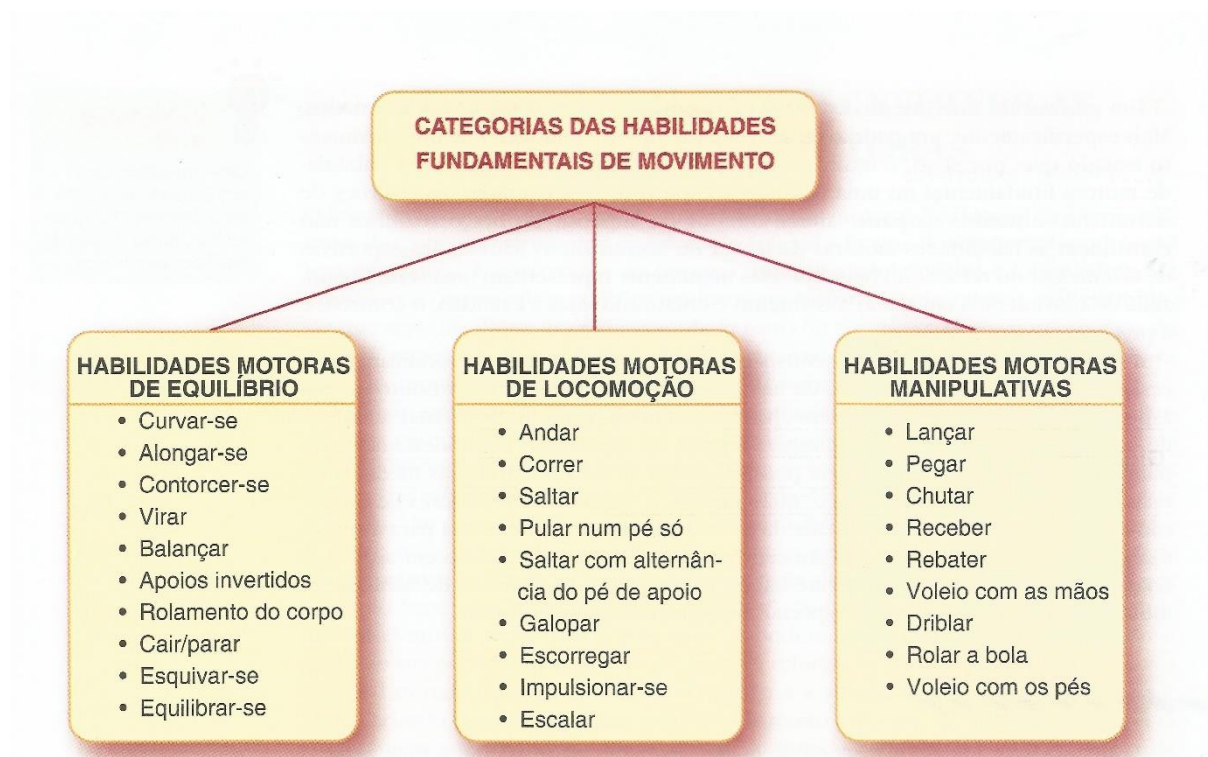 CATEGORIAS DAS HABILIDADES
FUNDAMENTAIS DE MOVIMENTO
HABILIDADES MOTORAS
DE EQUILÍBRIO
• Curvar-se
• Alongar-se
• Contorcer-se
• Virar
• Balançar
• Apoios invertidos
• Rolamento do corpo
• Cair/parar
• Esquivar-se
• Equilibrar-se
HABILIDADES MOTORAS
DE LOCOMOÇÃO
• Andar
• Correr
• Saltar
• Pular num pé só
• Saltar com alternân-
cia do pé de apoio
• Galopar
• Escorregar
• Impulsionar-se
• Escalar
HABILIDADES MOTORAS
MANIPULATIVAS
• Lançar
• Pegar
• Chutar
• Receber
• Rebater
• Voleio com as mãos
• Driblar
• Rolar a bola
• Voleio com os pés